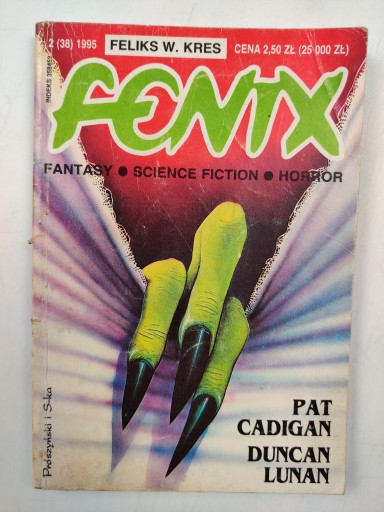 2 (38) 1995 FELIKS W. KRES CENA 2,50 ZŁ (25 000 ZŁ)
FENIX
FANTASY ● SCIENCE FICTION ● HORROR
PAT
CADIGAN
DUNCAN
LUNAN
Prószyński i S-ka
INDEKS